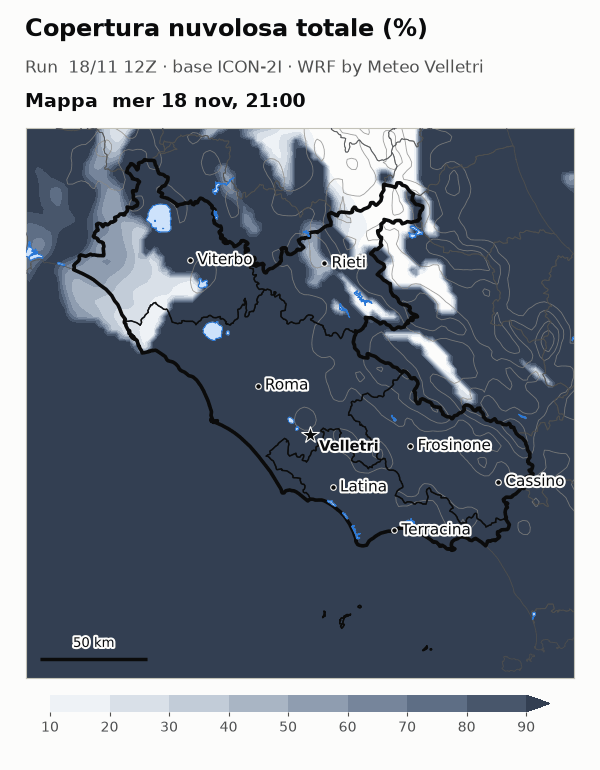 Copertura nuvolosa totale (%)
Run  18/11 12Z · base ICON-2I · WRF by Meteo Velletri
Mappa  mer 18 nov, 21:00
Viterbo
Rieti
Roma
Velletri
Frosinone
Cassino
Latina
Terracina
50 km
10 20 30 40 50 60 70 80 90